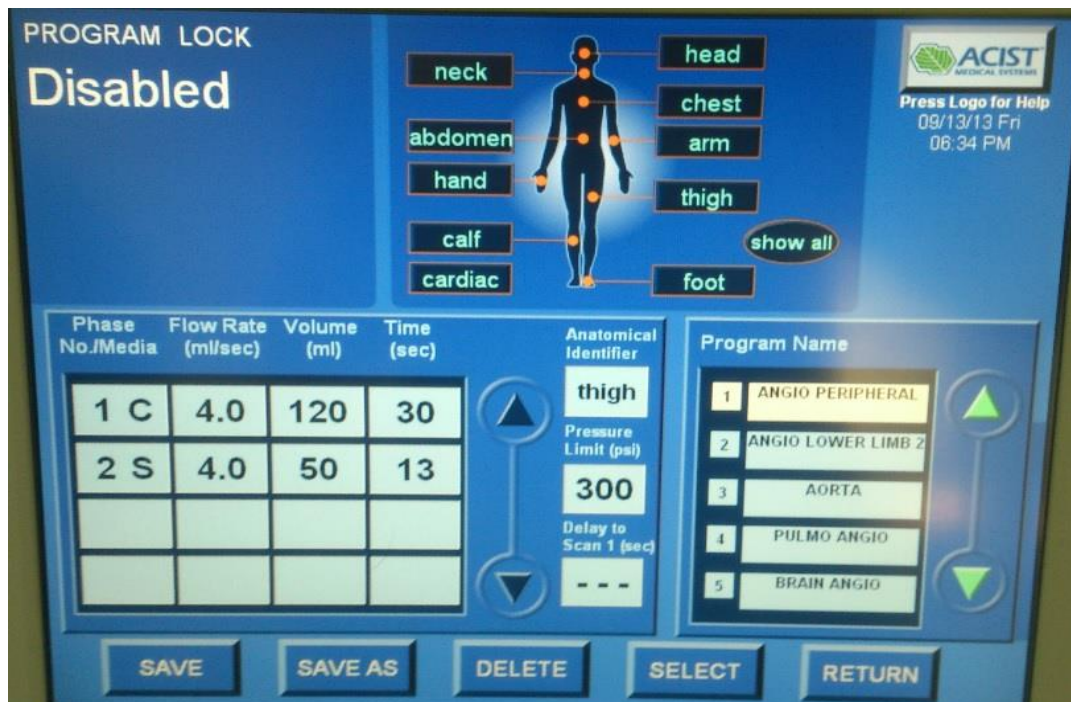 PROGRAM LOCK
Disabled
neck
head
chest
abdomen
arm
hand
thigh
calf
show all
cardiac
foot
ACIST
MEDICAL SYSTEMS
Press Logo for Help
09/13/13 Fri
06:34 PM
Phase No./Media Flow Rate (ml/sec) Volume (ml) Time (sec)
1 C 4.0 120 30
2 S 4.0 50 13
Anatomical
Identifier
thigh
Pressure
Limit (psi)
300
Delay to
Scan 1 (sec)
- - -
Program Name
1 ANGIO PERIPHERAL
2 ANGIO LOWER LIMB 2
3 AORTA
4 PULMO ANGIO
5 BRAIN ANGIO
SAVE SAVE AS DELETE SELECT RETURN